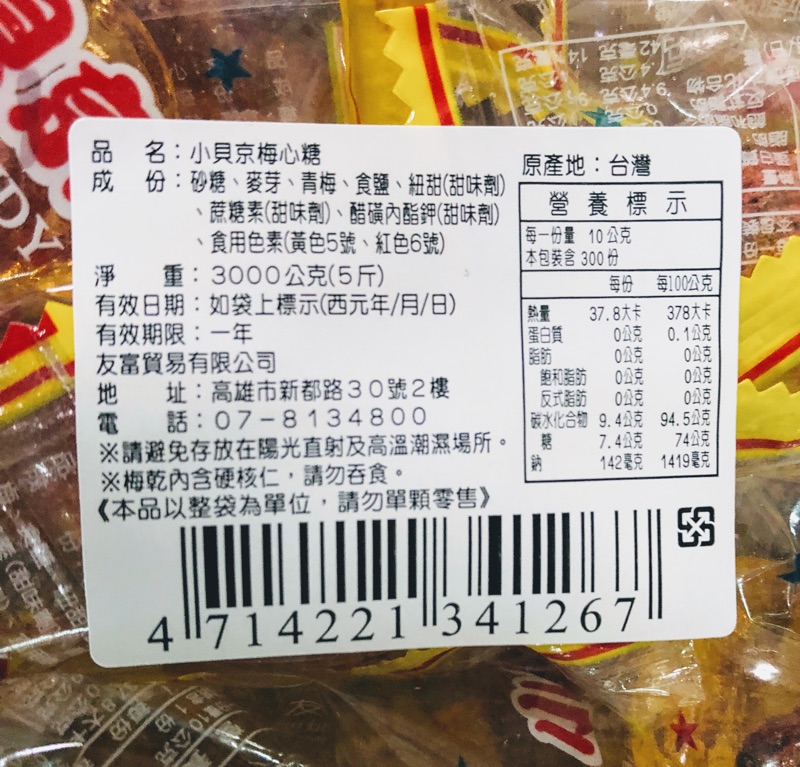 品　　名：小貝京梅心糖
成　　份：砂糖、麥芽、青梅、食鹽、紐甜(甜味劑)
、蔗糖素(甜味劑)、醋磺內酯鉀(甜味劑)
、食用色素(黃色5號、紅色6號)
淨　　重：3000公克(5斤)
有效日期：如袋上標示(西元年/月/日)
有效期限：一年
友富貿易有限公司
地　　址：高雄市新都路30號2樓
電　　話：07-8134800
※請避免存放在陽光直射及高溫潮濕場所。
※梅乾內含硬核仁，請勿吞食。
《本品以整袋為單位，請勿單顆零售》
原產地：台灣
營養標示
每一份量 10公克
本包裝含 300份
每份 每100公克
熱量 37.8大卡 378大卡
蛋白質 0公克 0.1公克
脂肪 0公克 0公克
飽和脂肪 0公克 0公克
反式脂肪 0公克 0公克
碳水化合物 9.4公克 94.5公克
糖 7.4公克 74公克
鈉 142毫克 1419毫克
4 714221 341267